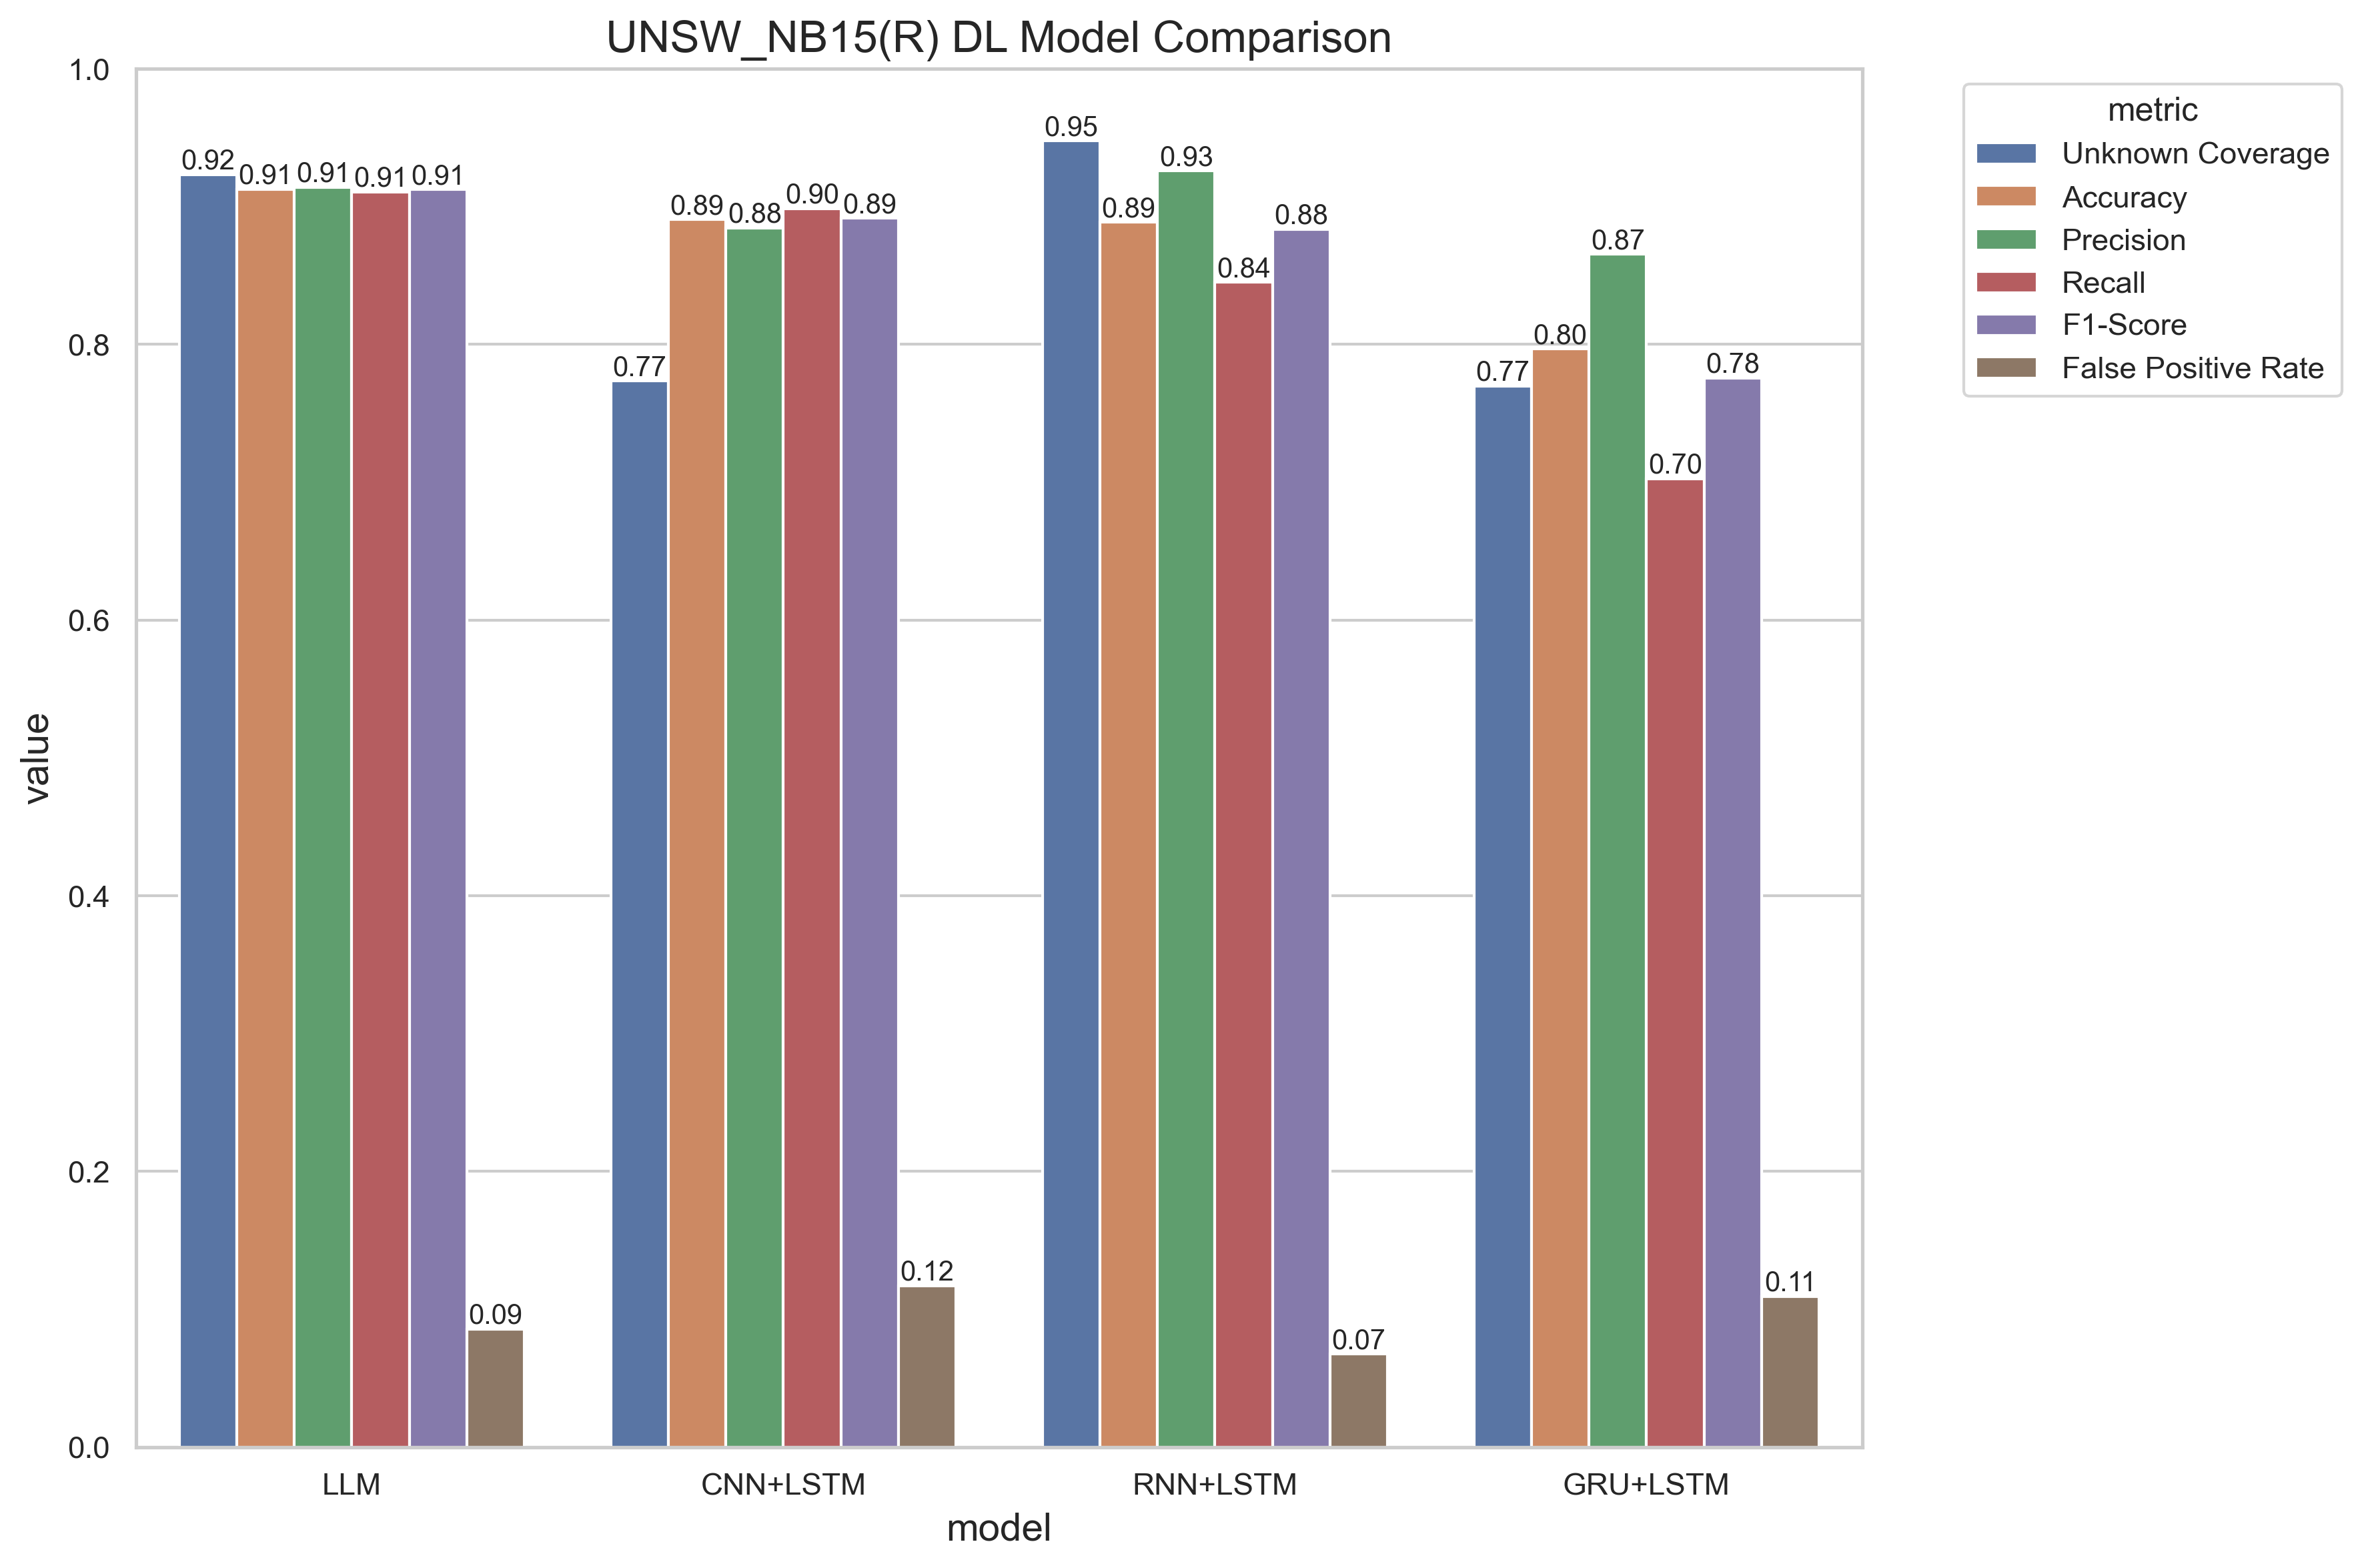 UNSW_NB15(R) DL Model Comparison
1.0
0.8
0.6
0.4
0.2
0.0
value
0.92
0.91
0.91
0.91
0.91
0.09
0.77
0.89
0.88
0.90
0.89
0.12
0.95
0.89
0.93
0.84
0.88
0.07
0.77
0.80
0.87
0.70
0.78
0.11
LLM
CNN+LSTM
RNN+LSTM
GRU+LSTM
model
metric
Unknown Coverage
Accuracy
Precision
Recall
F1-Score
False Positive Rate